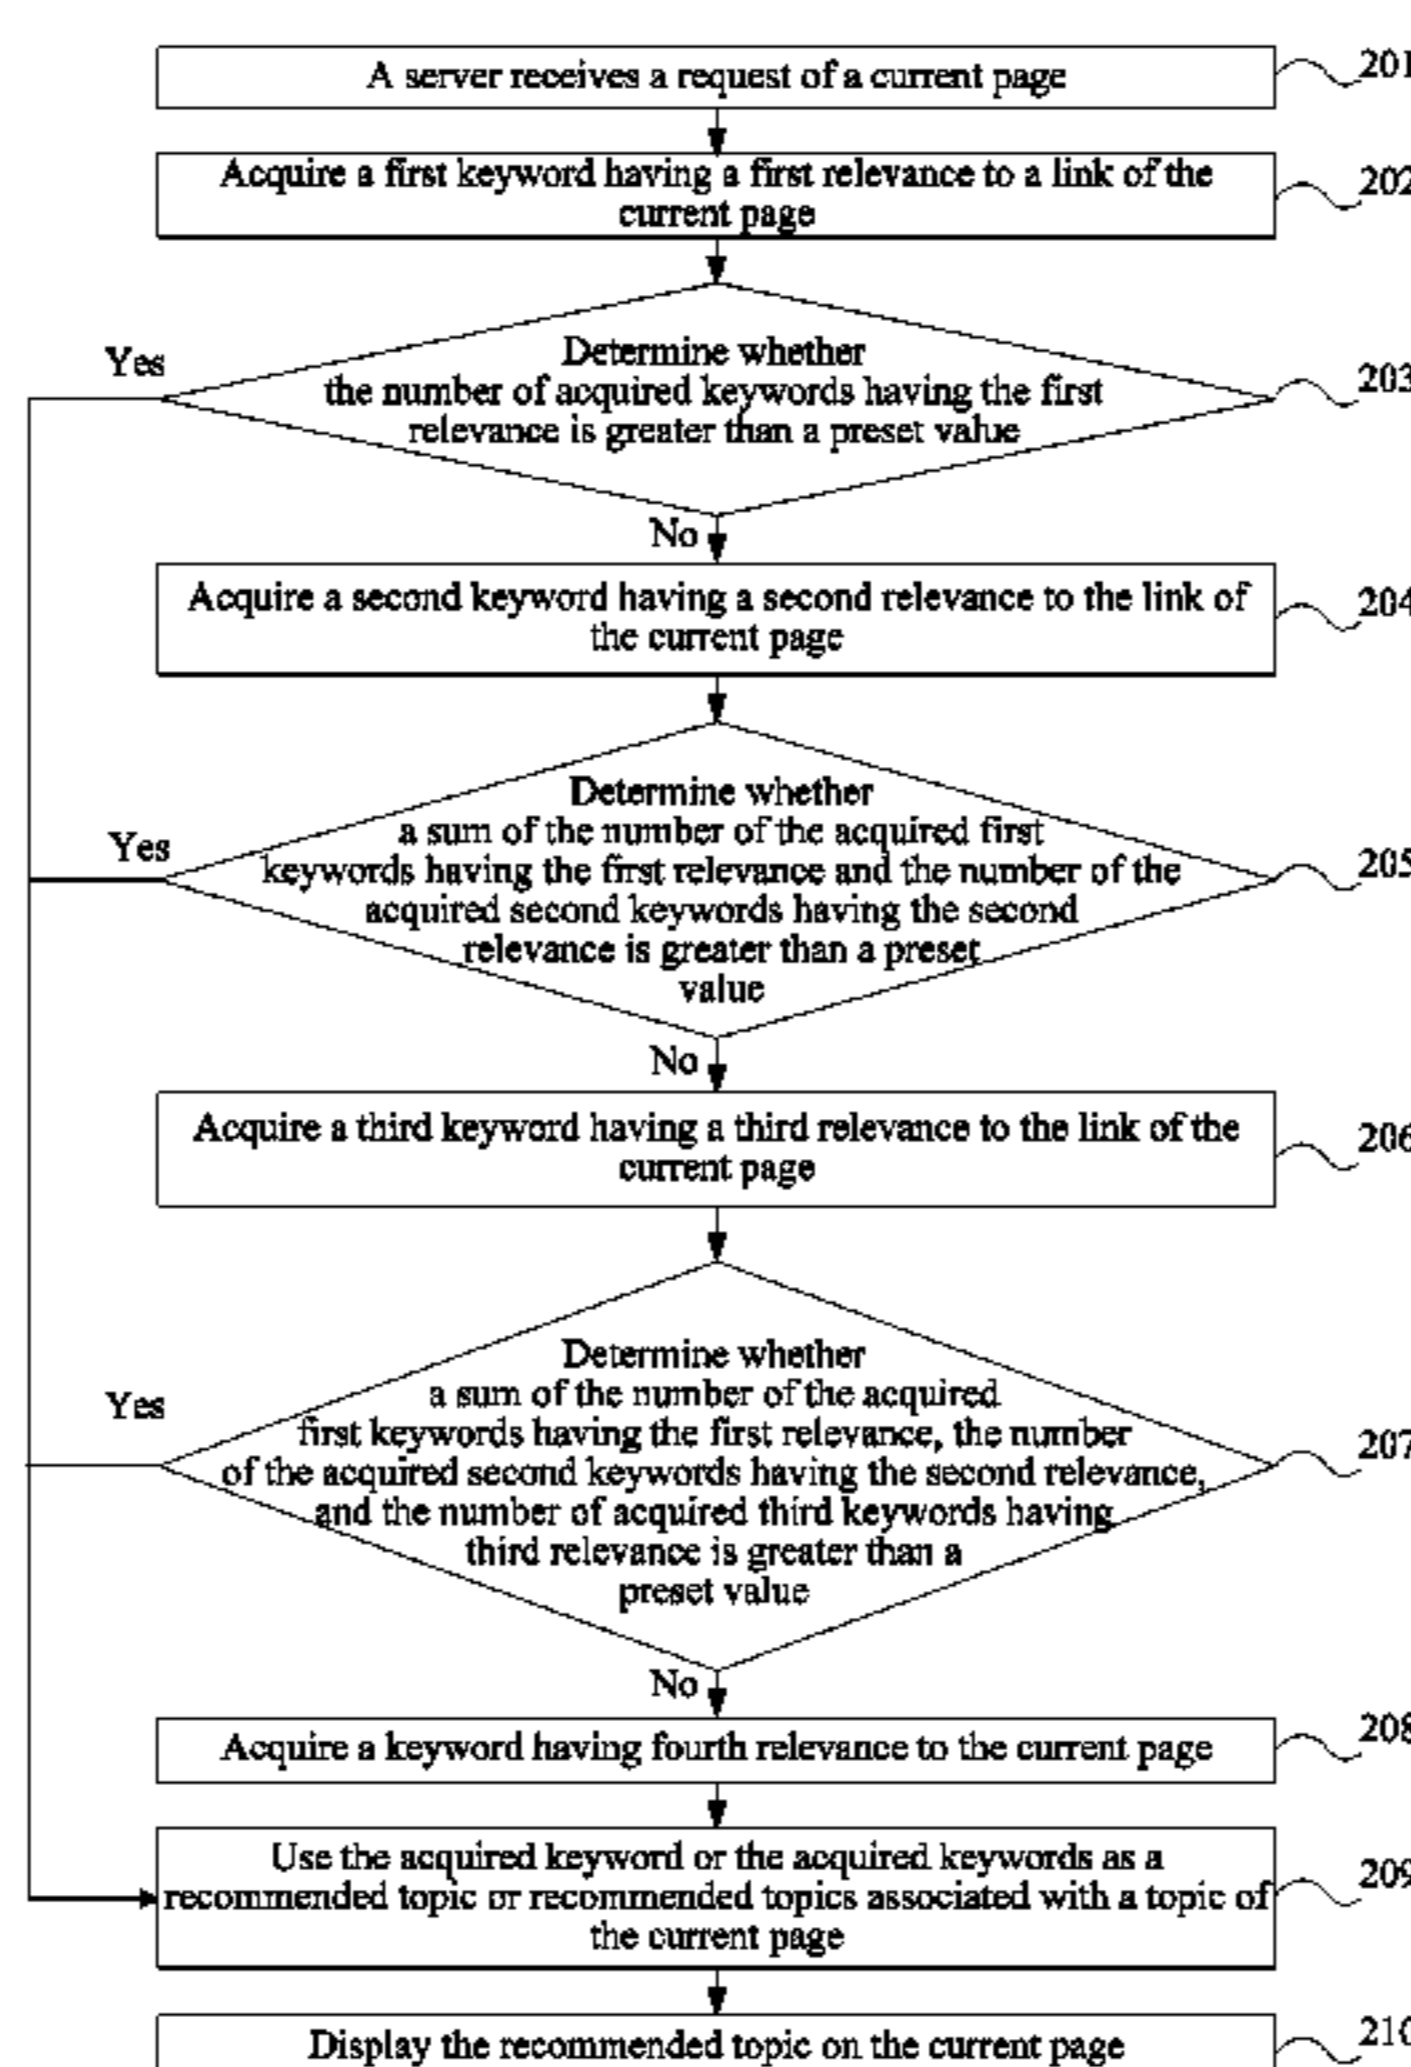 A server receives a request of a current page
201
Acquire a first keyword having a first relevance to a link of the
current page
202
Yes
Determine whether
the number of acquired keywords having the first
relevance is greater than a preset value
203
No
Acquire a second keyword having a second relevance to the link of
the current page
204
Yes
Determine whether
a sum of the number of the acquired first
keywords having the first relevance and the number of the
acquired second keywords having the second
relevance is greater than a preset
value
205
No
Acquire a third keyword having a third relevance to the link of the
current page
206
Yes
Determine whether
a sum of the number of the acquired
first keywords having the first relevance, the number
of the acquired second keywords having the second relevance,
and the number of acquired third keywords having
third relevance is greater than a
preset value
207
No
Acquire a keyword having fourth relevance to the current page
208
Use the acquired keyword or the acquired keywords as a
recommended topic or recommended topics associated with a topic of
the current page
209
Display the recommended topic on the current page
210